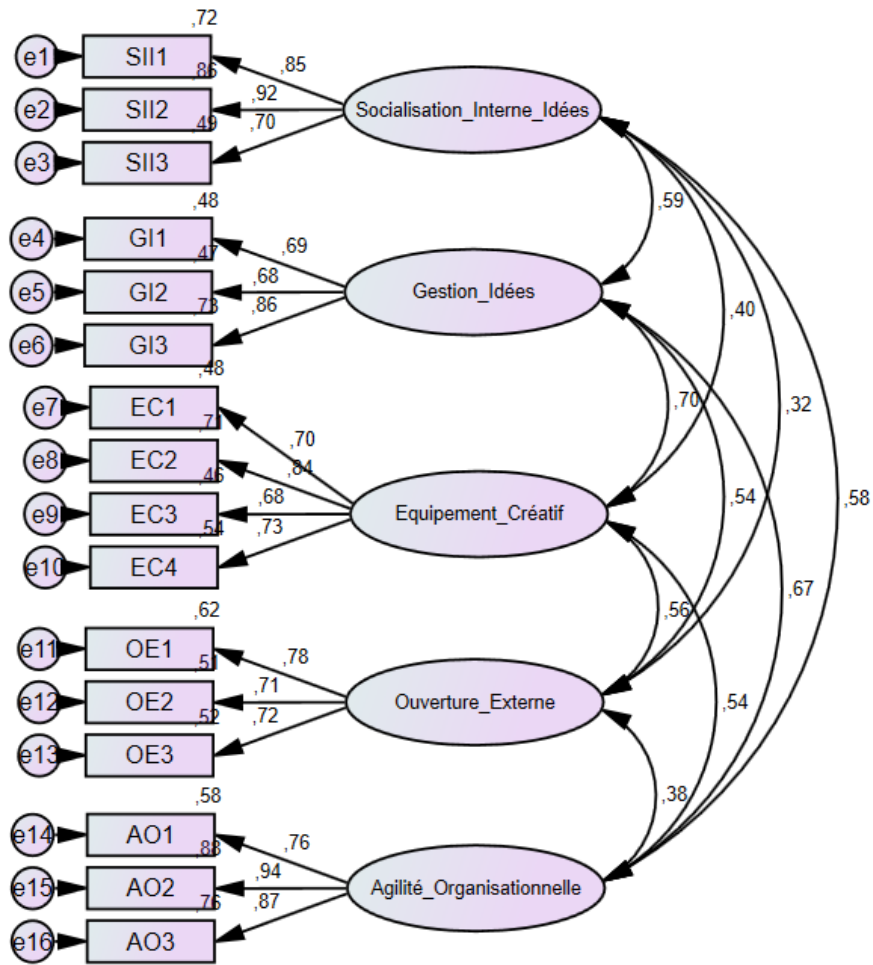 ,72
e1 SII1 ,85
,86
e2 SII2 ,92 Socialisation_Interne_Idées
,49
e3 SII3 ,70
,59
,48
e4 GI1 ,69
,47
e5 GI2 ,68 Gestion_Idées
,73
e6 GI3 ,86
,40
,48
e7 EC1 ,70
,70 ,32
,71
e8 EC2 ,84
,46
e9 EC3 ,68 Equipement_Créatif
,54 ,58
,54
e10 EC4 ,73
,67
,56
,62
e11 OE1 ,78
,51
e12 OE2 ,71 Ouverture_Externe
,54
,52
e13 OE3 ,72
,38
,58
e14 AO1 ,76
,88
e15 AO2 ,94 Agilité_Organisationnelle
,76
e16 AO3 ,87